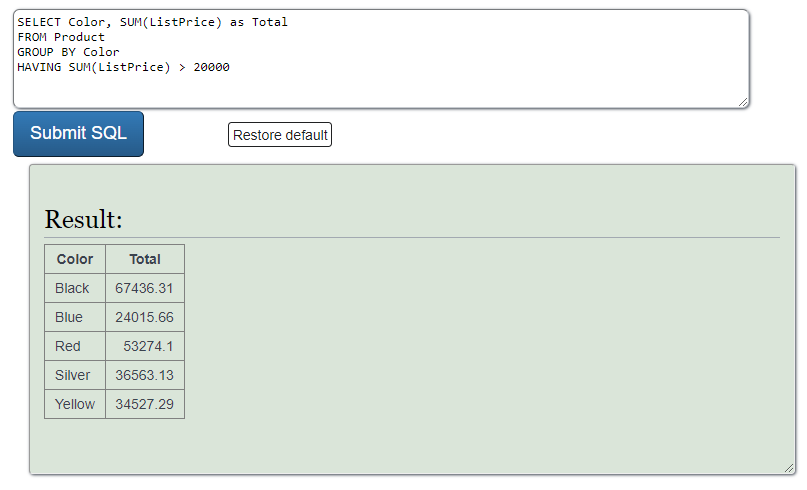 SELECT Color, SUM(ListPrice) as Total
FROM Product
GROUP BY Color
HAVING SUM(ListPrice) > 20000
Submit SQL Restore default
Result:
Color Total
Black 67436.31
Blue 24015.66
Red 53274.1
Silver 36563.13
Yellow 34527.29